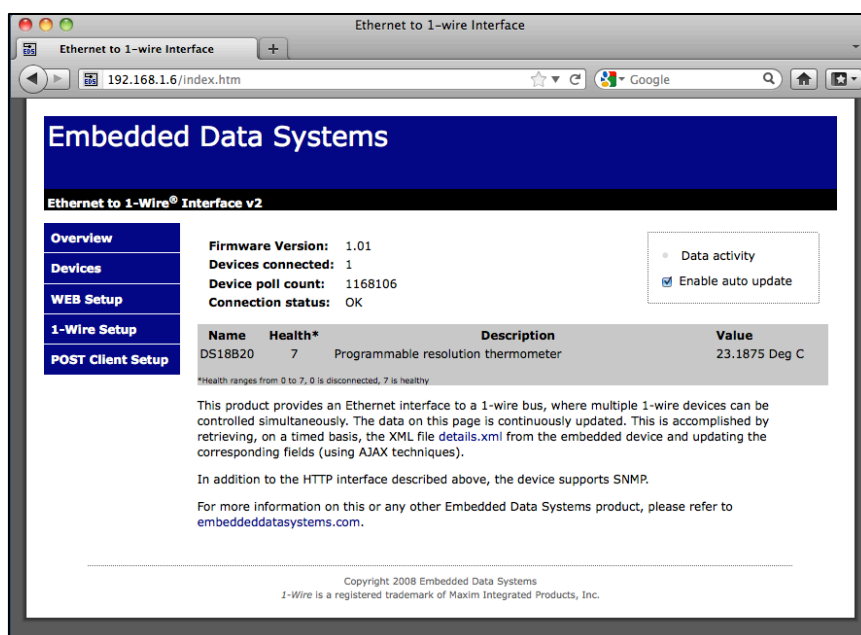 Ethernet to 1-wire Interface
EDS Ethernet to 1-wire Interface +
EDS 192.168.1.6/index.htm Google
Embedded Data Systems
Ethernet to 1-Wire® Interface v2
Overview
Devices
WEB Setup
1-Wire Setup
POST Client Setup
Firmware Version: 1.01
Devices connected: 1
Device poll count: 1168106
Connection status: OK
Data activity
Enable auto update
Name Health* Description Value
DS18B20 7 Programmable resolution thermometer 23.1875 Deg C
*Health ranges from 0 to 7, 0 is disconnected, 7 is healthy
This product provides an Ethernet interface to a 1-wire bus, where multiple 1-wire devices can be
controlled simultaneously. The data on this page is continuously updated. This is accomplished by
retrieving, on a timed basis, the XML file details.xml from the embedded device and updating the
corresponding fields (using AJAX techniques).
In addition to the HTTP interface described above, the device supports SNMP.
For more information on this or any other Embedded Data Systems product, please refer to
embeddeddatasystems.com.
Copyright 2008 Embedded Data Systems
1-Wire is a registered trademark of Maxim Integrated Products, Inc.